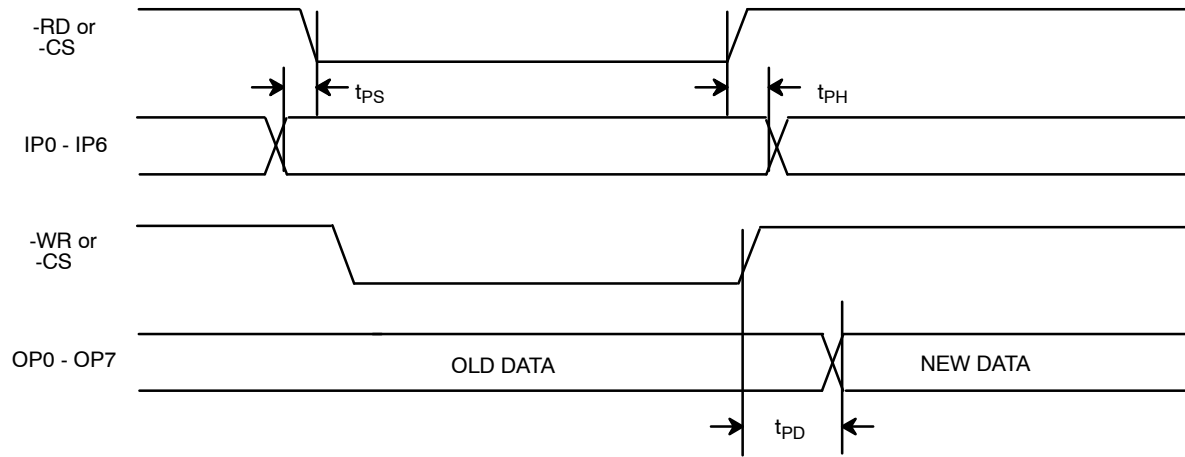 -RD or
-CS
tPS
tPH
IP0 - IP6
-WR or
-CS
OP0 - OP7
OLD DATA
NEW DATA
tPD